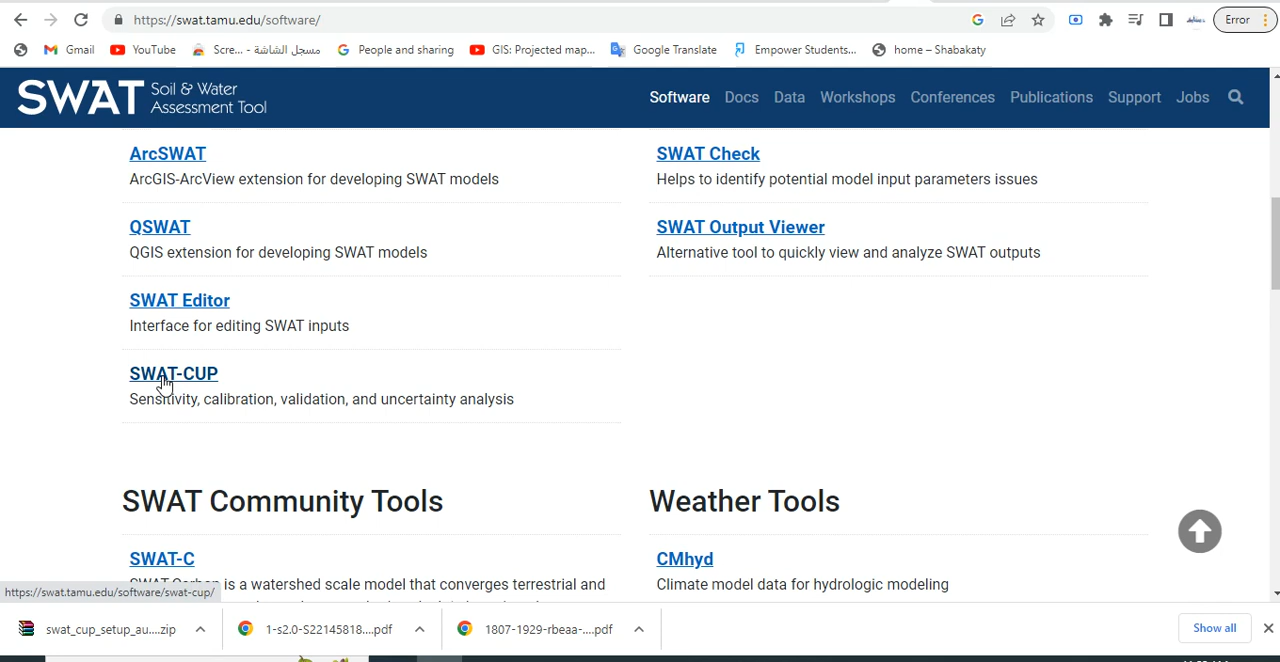 https://swat.tamu.edu/software/
Error
Gmail
YouTube
Scre... - مسجل الشاشة
People and sharing
GIS: Projected map...
Google Translate
Empower Students...
home – Shabakaty
SWAT Soil & Water
Assessment Tool
Software
Docs
Data
Workshops
Conferences
Publications
Support
Jobs
ArcSWAT
ArcGIS-ArcView extension for developing SWAT models
QSWAT
QGIS extension for developing SWAT models
SWAT Editor
Interface for editing SWAT inputs
SWAT-CUP
Sensitivity, calibration, validation, and uncertainty analysis
SWAT Check
Helps to identify potential model input parameters issues
SWAT Output Viewer
Alternative tool to quickly view and analyze SWAT outputs
SWAT Community Tools
SWAT-C
SWAT Carbon is a watershed scale model that converges terrestrial and
Weather Tools
CMhyd
Climate model data for hydrologic modeling
https://swat.tamu.edu/software/swat-cup/
swat_cup_setup_au....zip
1-s2.0-S22145818....pdf
1807-1929-rbeaa-....pdf
Show all